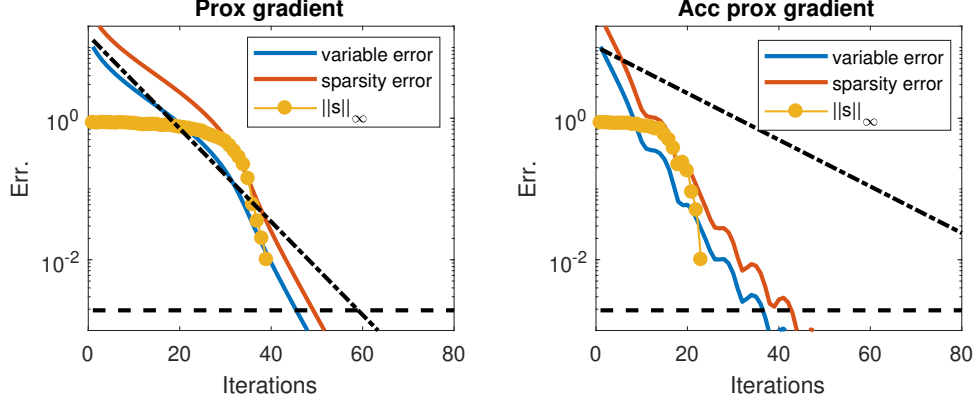 Prox gradient
variable error
sparsity error
||s||∞
10^0
10^-2
Err.
0 20 40 60 80
Iterations
Acc prox gradient
variable error
sparsity error
||s||∞
10^0
10^-2
Err.
0 20 40 60 80
Iterations